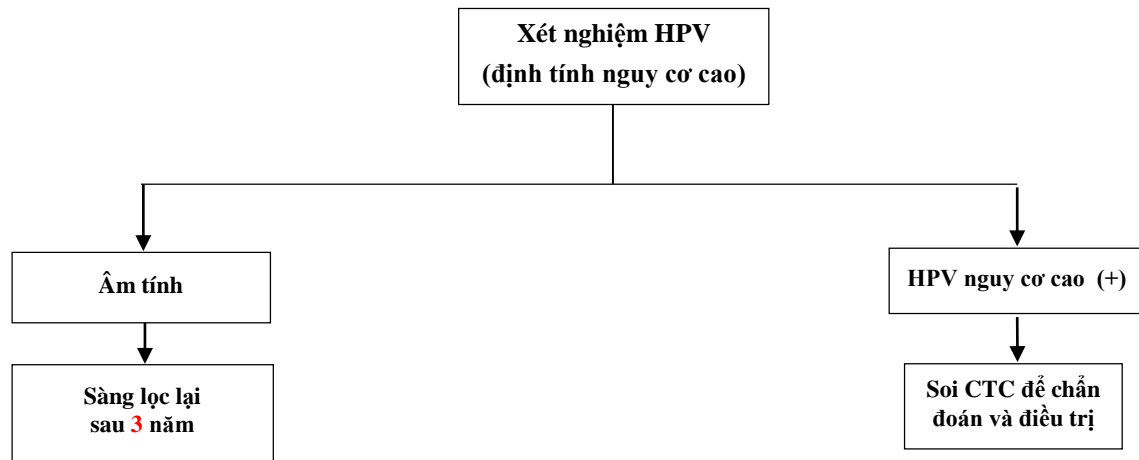 Xét nghiệm HPV
(định tính nguy cơ cao)
Âm tính
HPV nguy cơ cao (+)
Sàng lọc lại
sau 3 năm
Soi CTC để chẩn
đoán và điều trị